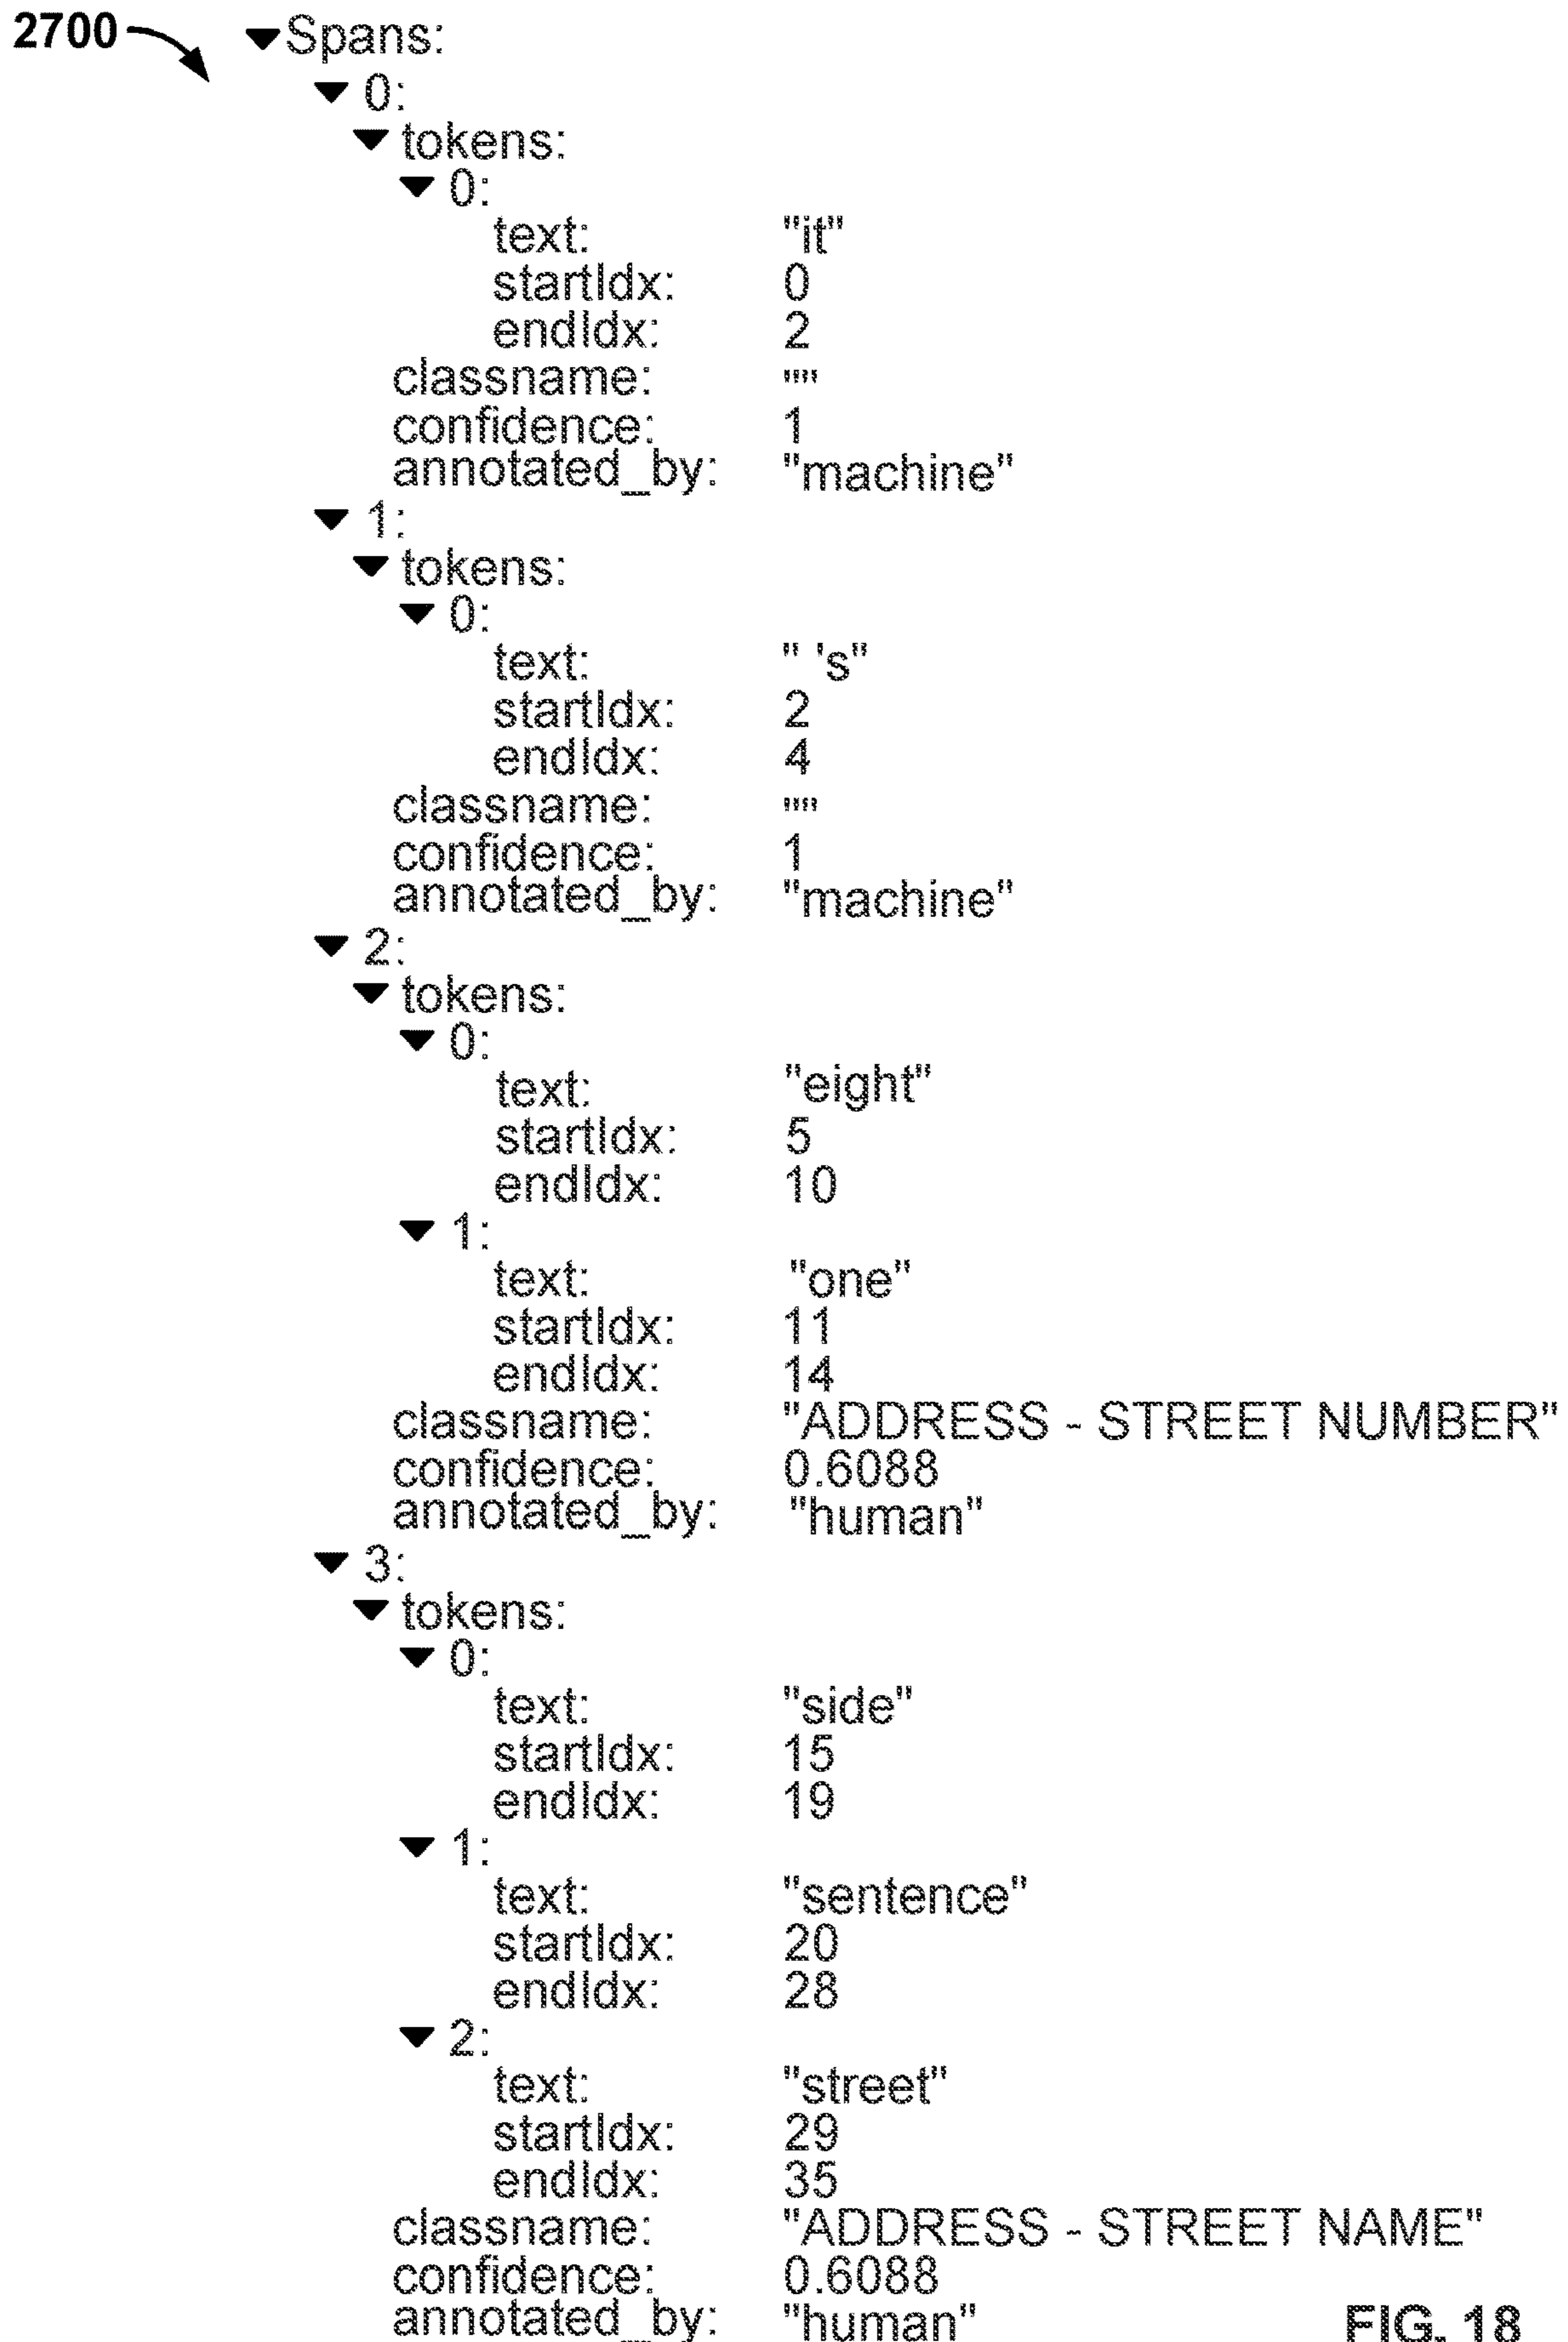 2700
Spans:
0:
tokens:
0:
text: "it"
startIdx: 0
endIdx: 2
classname: ""
confidence: 1
annotated_by: "machine"
1:
tokens:
0:
text: " 's"
startIdx: 2
endIdx: 4
classname: ""
confidence: 1
annotated_by: "machine"
2:
tokens:
0:
text: "eight"
startIdx: 5
endIdx: 10
1:
text: "one"
startIdx: 11
endIdx: 14
classname: "ADDRESS - STREET NUMBER"
confidence: 0.6088
annotated_by: "human"
3:
tokens:
0:
text: "side"
startIdx: 15
endIdx: 19
1:
text: "sentence"
startIdx: 20
endIdx: 28
2:
text: "street"
startIdx: 29
endIdx: 35
classname: "ADDRESS - STREET NAME"
confidence: 0.6088
annotated_by: "human"
FIG. 18